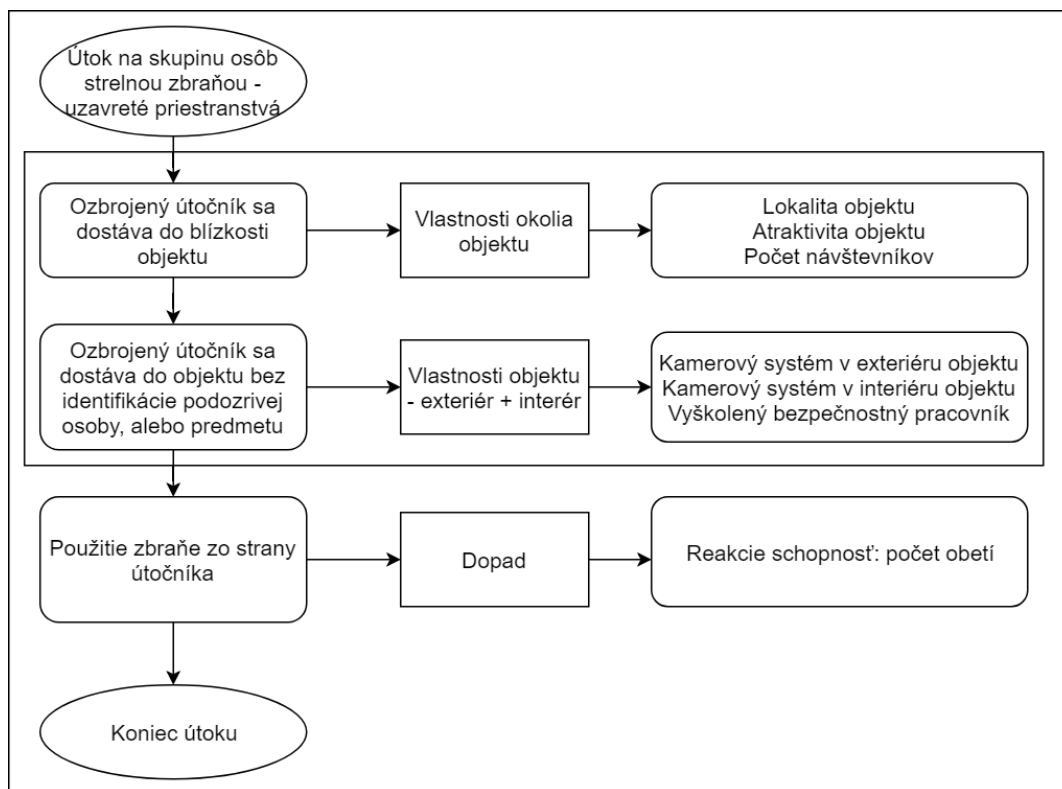 Útok na skupinu osôb
strelnou zbraňou -
uzavreté priestranstvá
Ozbrojený útočník sa
dostáva do blízkosti
objektu
Vlastnosti okolia
objektu
Lokalita objektu
Atraktivita objektu
Počet návštevníkov
Ozbrojený útočník sa
dostáva do objektu bez
identifikácie podozrivej
osoby, alebo predmetu
Vlastnosti objektu
- exteriér + interér
Kamerový systém v exteriéru objektu
Kamerový systém v interiéru objektu
Vyškolený bezpečnostný pracovník
Použitie zbraňe zo strany
útočníka
Dopad
Reakcie schopnosť: počet obetí
Koniec útoku